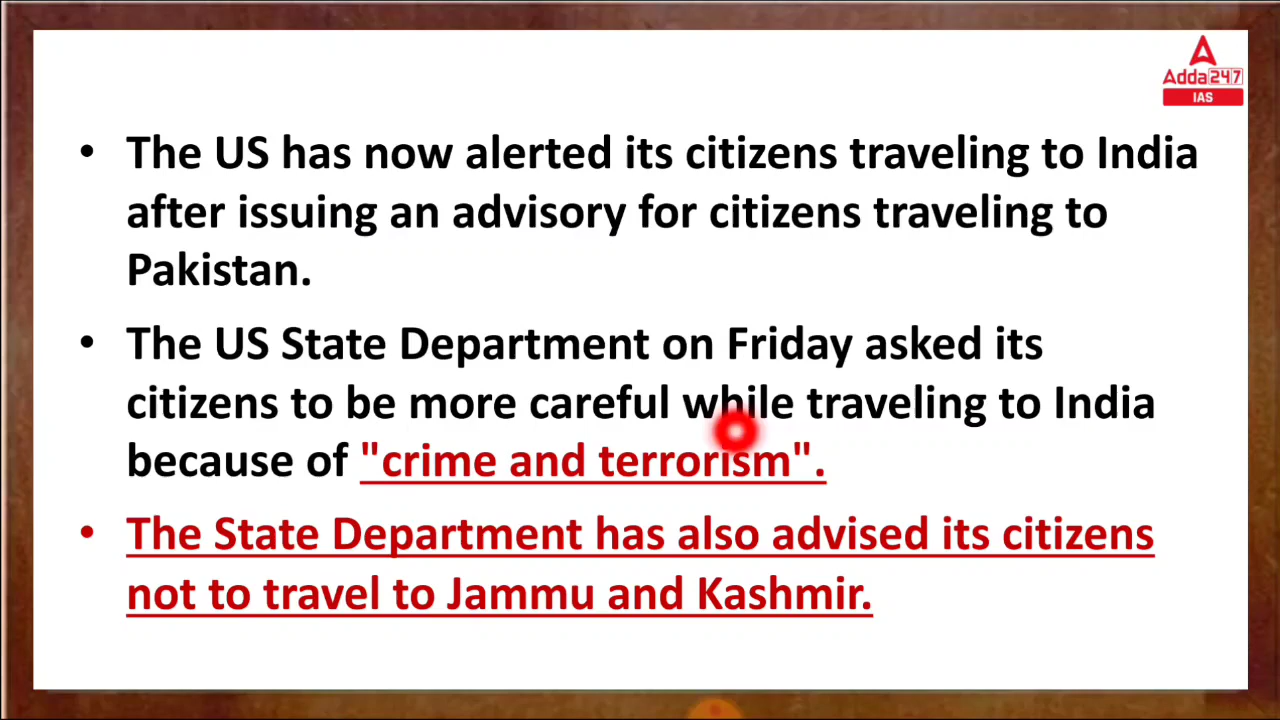 Adda247
IAS
• The US has now alerted its citizens traveling to India
after issuing an advisory for citizens traveling to
Pakistan.
• The US State Department on Friday asked its
citizens to be more careful while traveling to India
because of "crime and terrorism".
• The State Department has also advised its citizens
not to travel to Jammu and Kashmir.